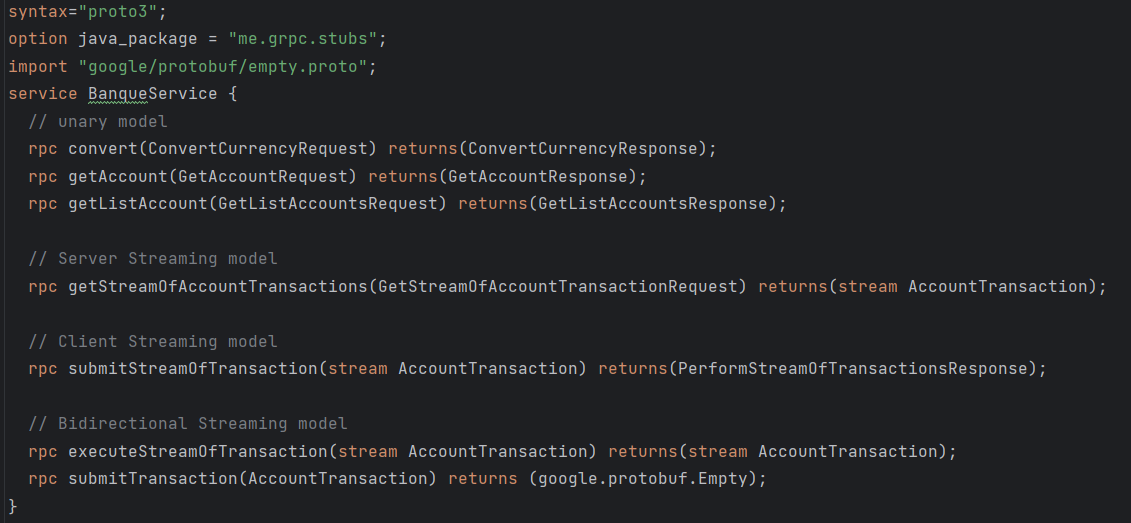 syntax="proto3";
option java_package = "me.grpc.stubs";
import "google/protobuf/empty.proto";
service BanqueService {
// unary model
rpc convert(ConvertCurrencyRequest) returns(ConvertCurrencyResponse);
rpc getAccount(GetAccountRequest) returns(GetAccountResponse);
rpc getListAccount(GetListAccountsRequest) returns(GetListAccountsResponse);
// Server Streaming model
rpc getStreamOfAccountTransactions(GetStreamOfAccountTransactionRequest) returns(stream AccountTransaction);
// Client Streaming model
rpc submitStreamOfTransaction(stream AccountTransaction) returns(PerformStreamOfTransactionsResponse);
// Bidirectional Streaming model
rpc executeStreamOfTransaction(stream AccountTransaction) returns(stream AccountTransaction);
rpc submitTransaction(AccountTransaction) returns (google.protobuf.Empty);
}